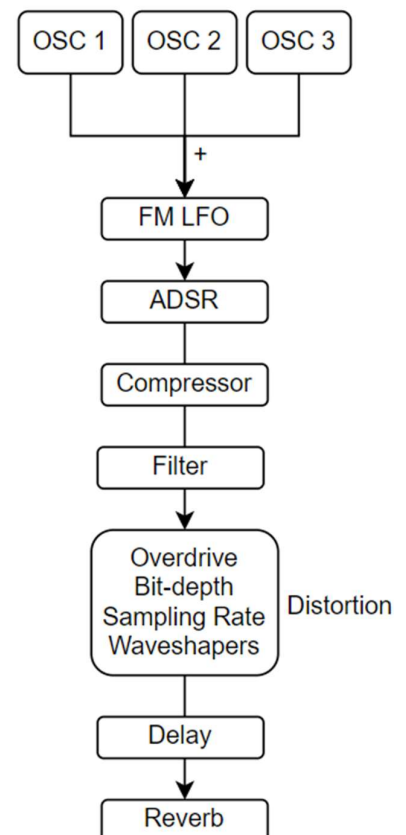 OSC 1
OSC 2
OSC 3
+
FM LFO
ADSR
Compressor
Filter
Overdrive
Bit-depth
Sampling Rate
Waveshapers
Distortion
Delay
Reverb